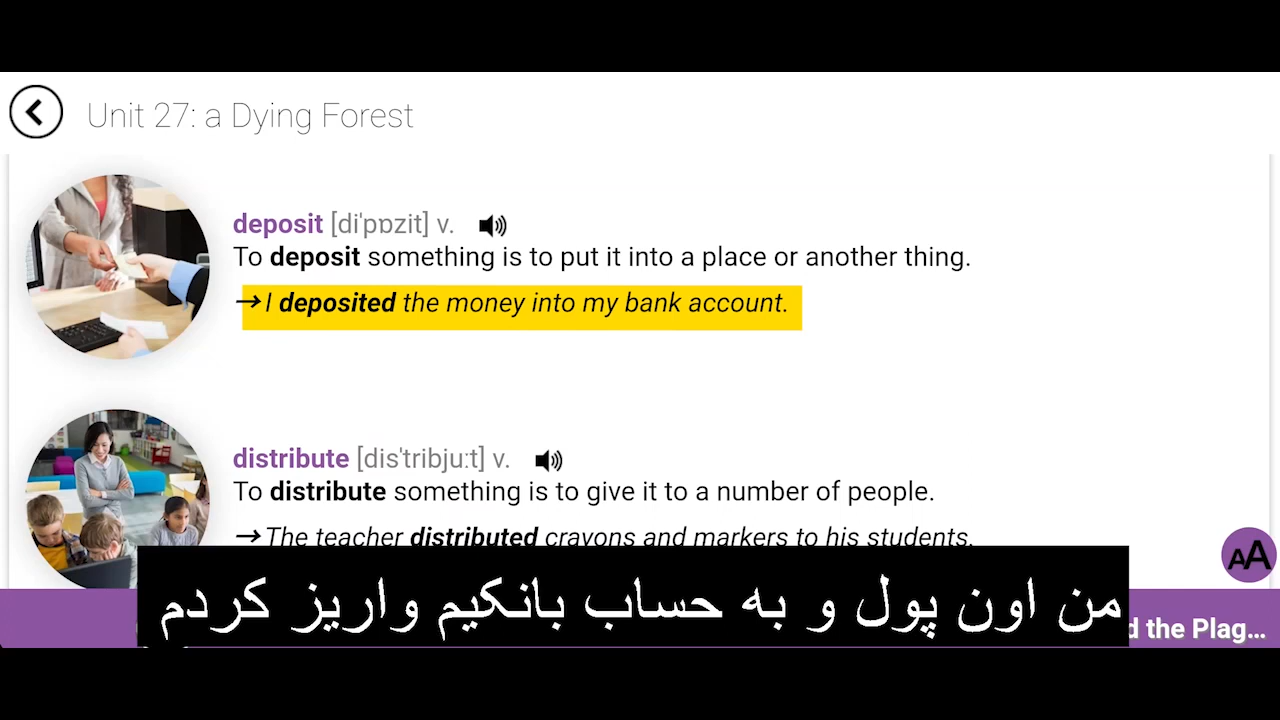 Unit 27: a Dying Forest
deposit [di'pɒzit] v.
To deposit something is to put it into a place or another thing.
→ I deposited the money into my bank account.
distribute [dis'tribju:t] v.
To distribute something is to give it to a number of people.
→ The teacher distributed crayons and markers to his students.
AA
من اون پول و به حساب بانکیم واریز کردم
d the Plag...